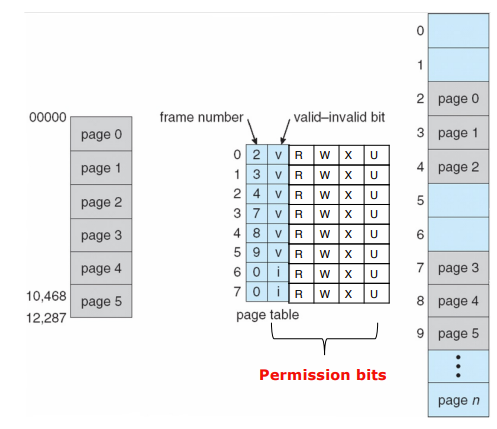 00000
page 0
page 1
page 2
page 3
page 4
10,468
page 5
12,287
frame number
valid–invalid bit
0 2 v R W X U
1 3 v R W X U
2 4 v R W X U
3 7 v R W X U
4 8 v R W X U
5 9 v R W X U
6 0 i R W X U
7 0 i R W X U
page table
Permission bits
0
1
2 page 0
3 page 1
4 page 2
5
6
7 page 3
8 page 4
9 page 5
page n